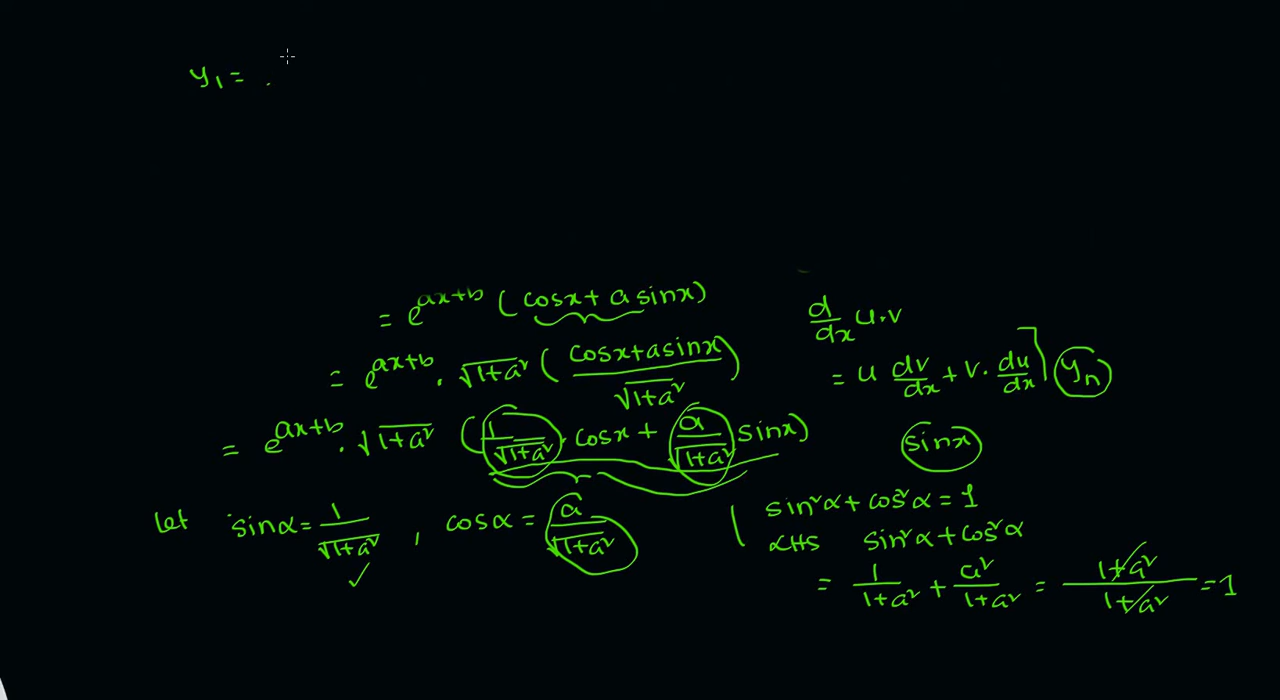 y₁ = .
= e^{ax+b} (cosx + a sinx)
= e^{ax+b} . √1+a² ( cosx+asinx / √1+a² )
= e^{ax+b} . √1+a² ( 1/√1+a² . cosx + a/√1+a² sinx)
let sinα = 1/√1+a² , cosα = a/√1+a²
d/dx u.v
= u dv/dx + v. du/dx ] yₙ
sinx
sin²α + cos²α = 1
LHS sin²α + cos²α
= 1/1+a² + a²/1+a² = 1+a²/1+a² = 1